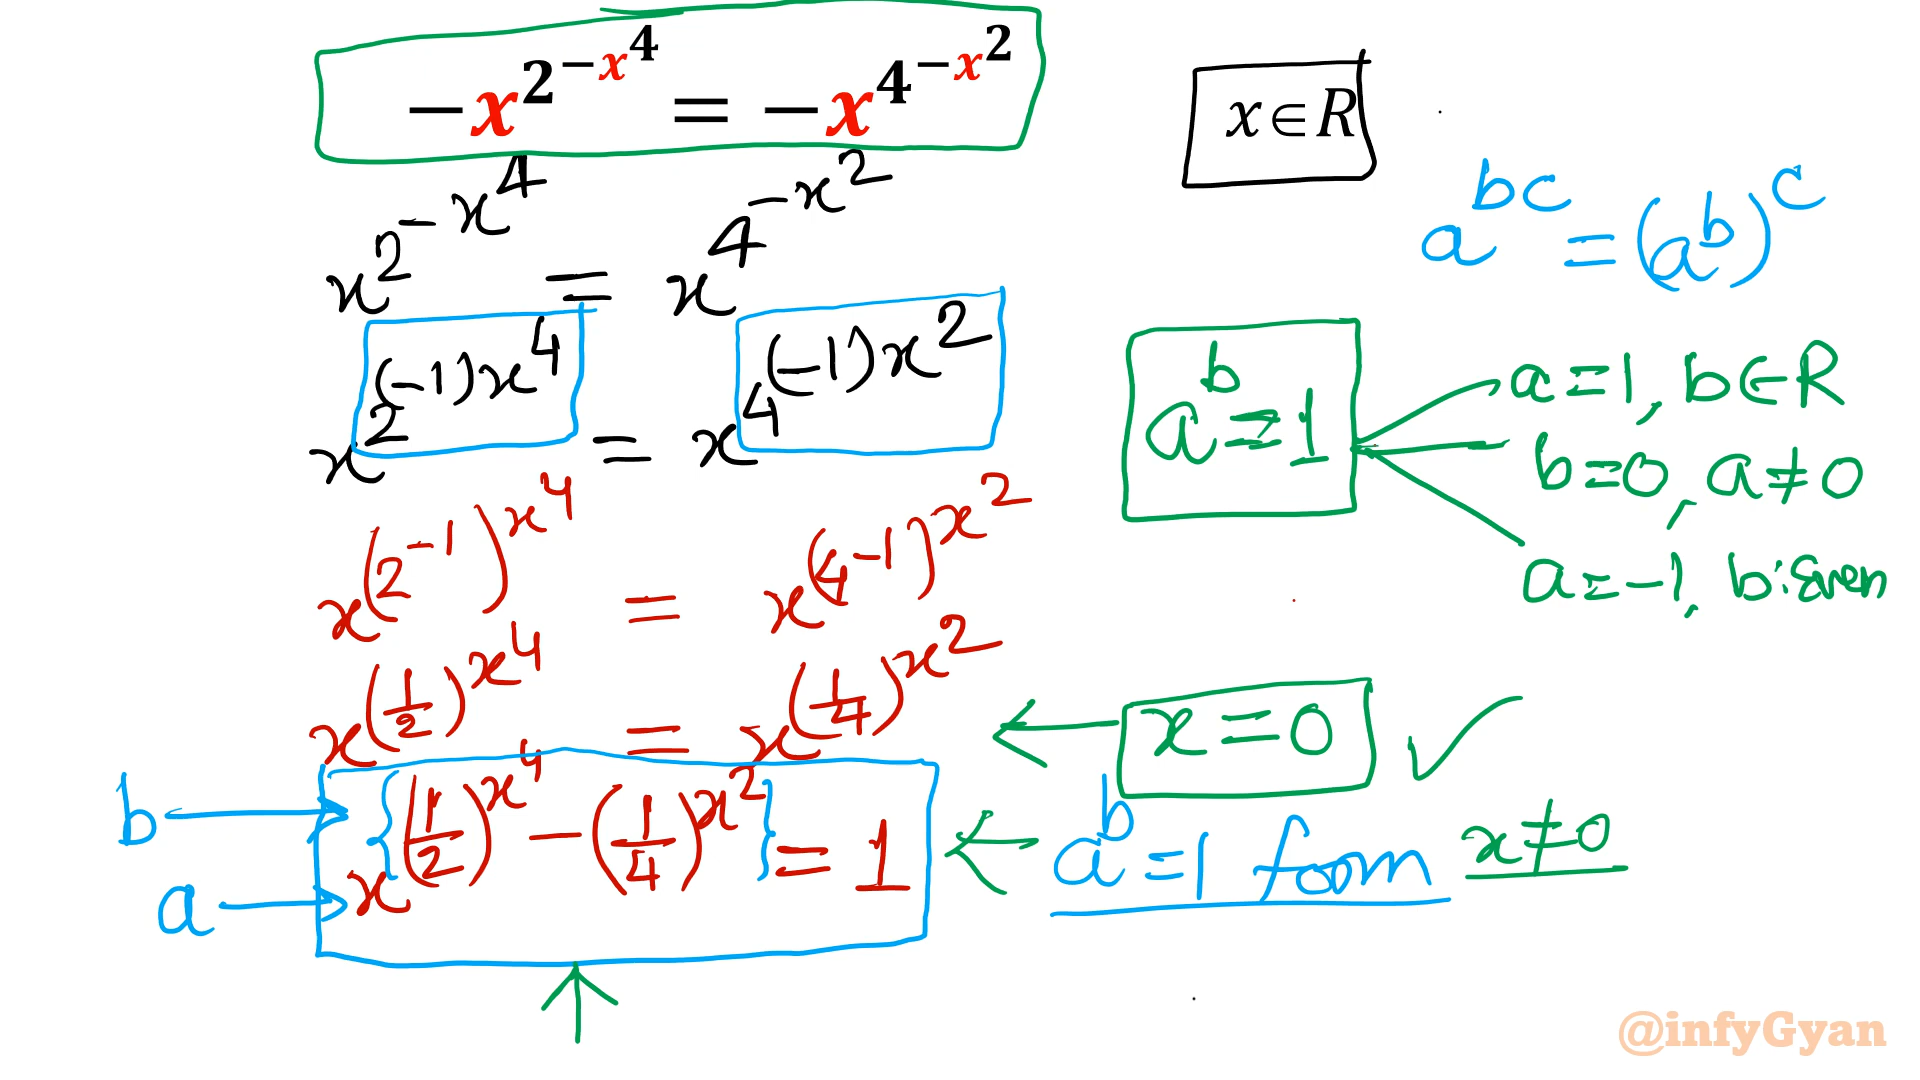 −x^{2^{−x^4}} = −x^{4^{−x^2}}
x ∈ R
x^{2^{−x^4}} = x^{4^{−x^2}}
a^{bc} = (a^b)^c
x^{2^{(−1)x^4}} = x^{4^{(−1)x^2}}
a^b = 1
a = 1, b ∈ R
b = 0, a ≠ 0
a = −1, b : Even
x^{(2^{−1})^{x^4}} = x^{(4^{−1})^{x^2}}
x^{(1/2)^{x^4}} = x^{(1/4)^{x^2}}
x = 0 ✓
b
a
x^{{(1/2)^{x^4} − (1/4)^{x^2}}} = 1
a^b = 1 form
x ≠ 0
@infyGyan